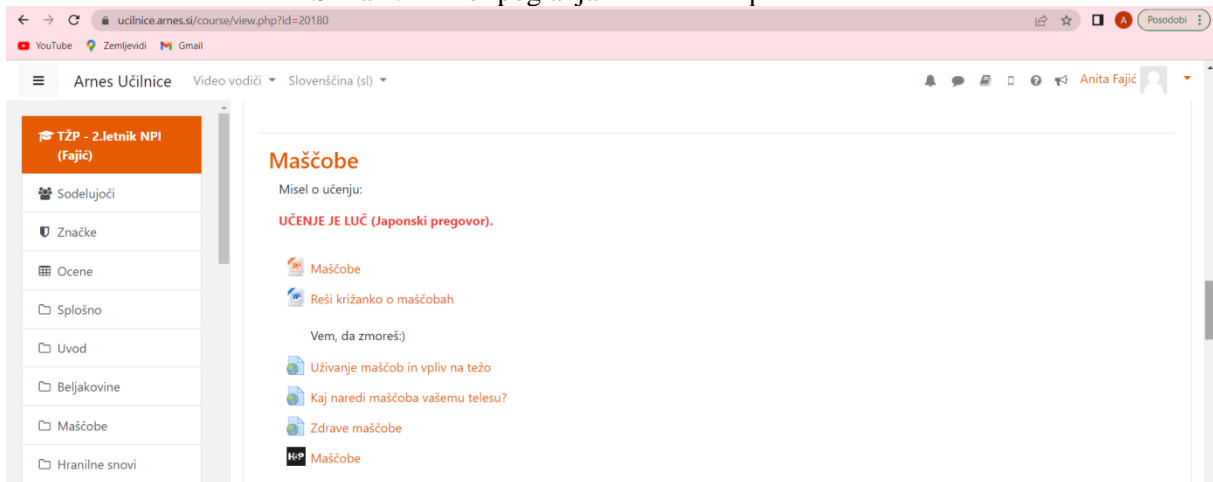 ucilnice.arnes.si/course/view.php?id=20180
Posodobi
YouTube Zemljevidi Gmail
Arnes Učilnice Video vodiči Slovenščina (sl)
Anita Fajić
TŽP - 2.letnik NPI
(Fajić)
Sodelujoči
Značke
Ocene
Splošno
Uvod
Beljakovine
Maščobe
Hranilne snovi
Maščobe
Misel o učenju:
UČENJE JE LUČ (Japonski pregovor).
Maščobe
Reši križanko o maščobah
Vem, da zmoreš:)
Uživanje maščob in vpliv na težo
Kaj naredi maščoba vašemu telesu?
Zdrave maščobe
H-P Maščobe